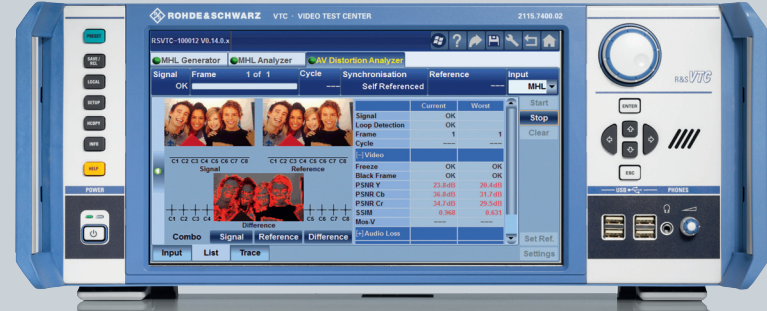 ROHDE&SCHWARZ VTC · VIDEO TEST CENTER 2115.7400.02
RSVTC-100012 V0.14.0.x
MHL Generator MHL Analyzer AV Distortion Analyzer
Signal Frame 1 of 1 Cycle Synchronisation Reference Input
OK --- Self Referenced --- MHL
Current Worst
Signal OK
Loop Detection OK
Frame 1 1
Cycle --- ---
[-] Video
Freeze OK OK
Black Frame OK OK
PSNR Y 23.8dB 20.4dB
PSNR Cb 36.8dB 31.7dB
PSNR Cr 34.7dB 29.5dB
SSIM 0.968 0.631
Mos-V --- ---
[+] Audio Loss
C1 C2 C3 C4 C5 C6 C7 C8
Signal
C1 C2 C3 C4 C5 C6 C7 C8
Reference
C1 C2 C3 C4 C5 C6 C7 C8
Difference
Combo Signal Reference Difference
Input List Trace
Start
Stop
Clear
Set Ref.
Settings
PRESET
SAVE/
RCL
LOCAL
SETUP
HCOPY
INFO
HELP
POWER
R&S VTC
ENTER
ESC
USB PHONES